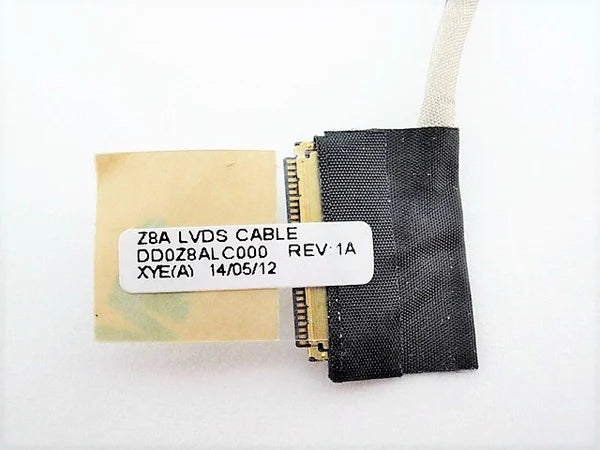 Z8A LVDS CABLE
DD0Z8ALC000 REV:1A
XYE(A) 14/05/12